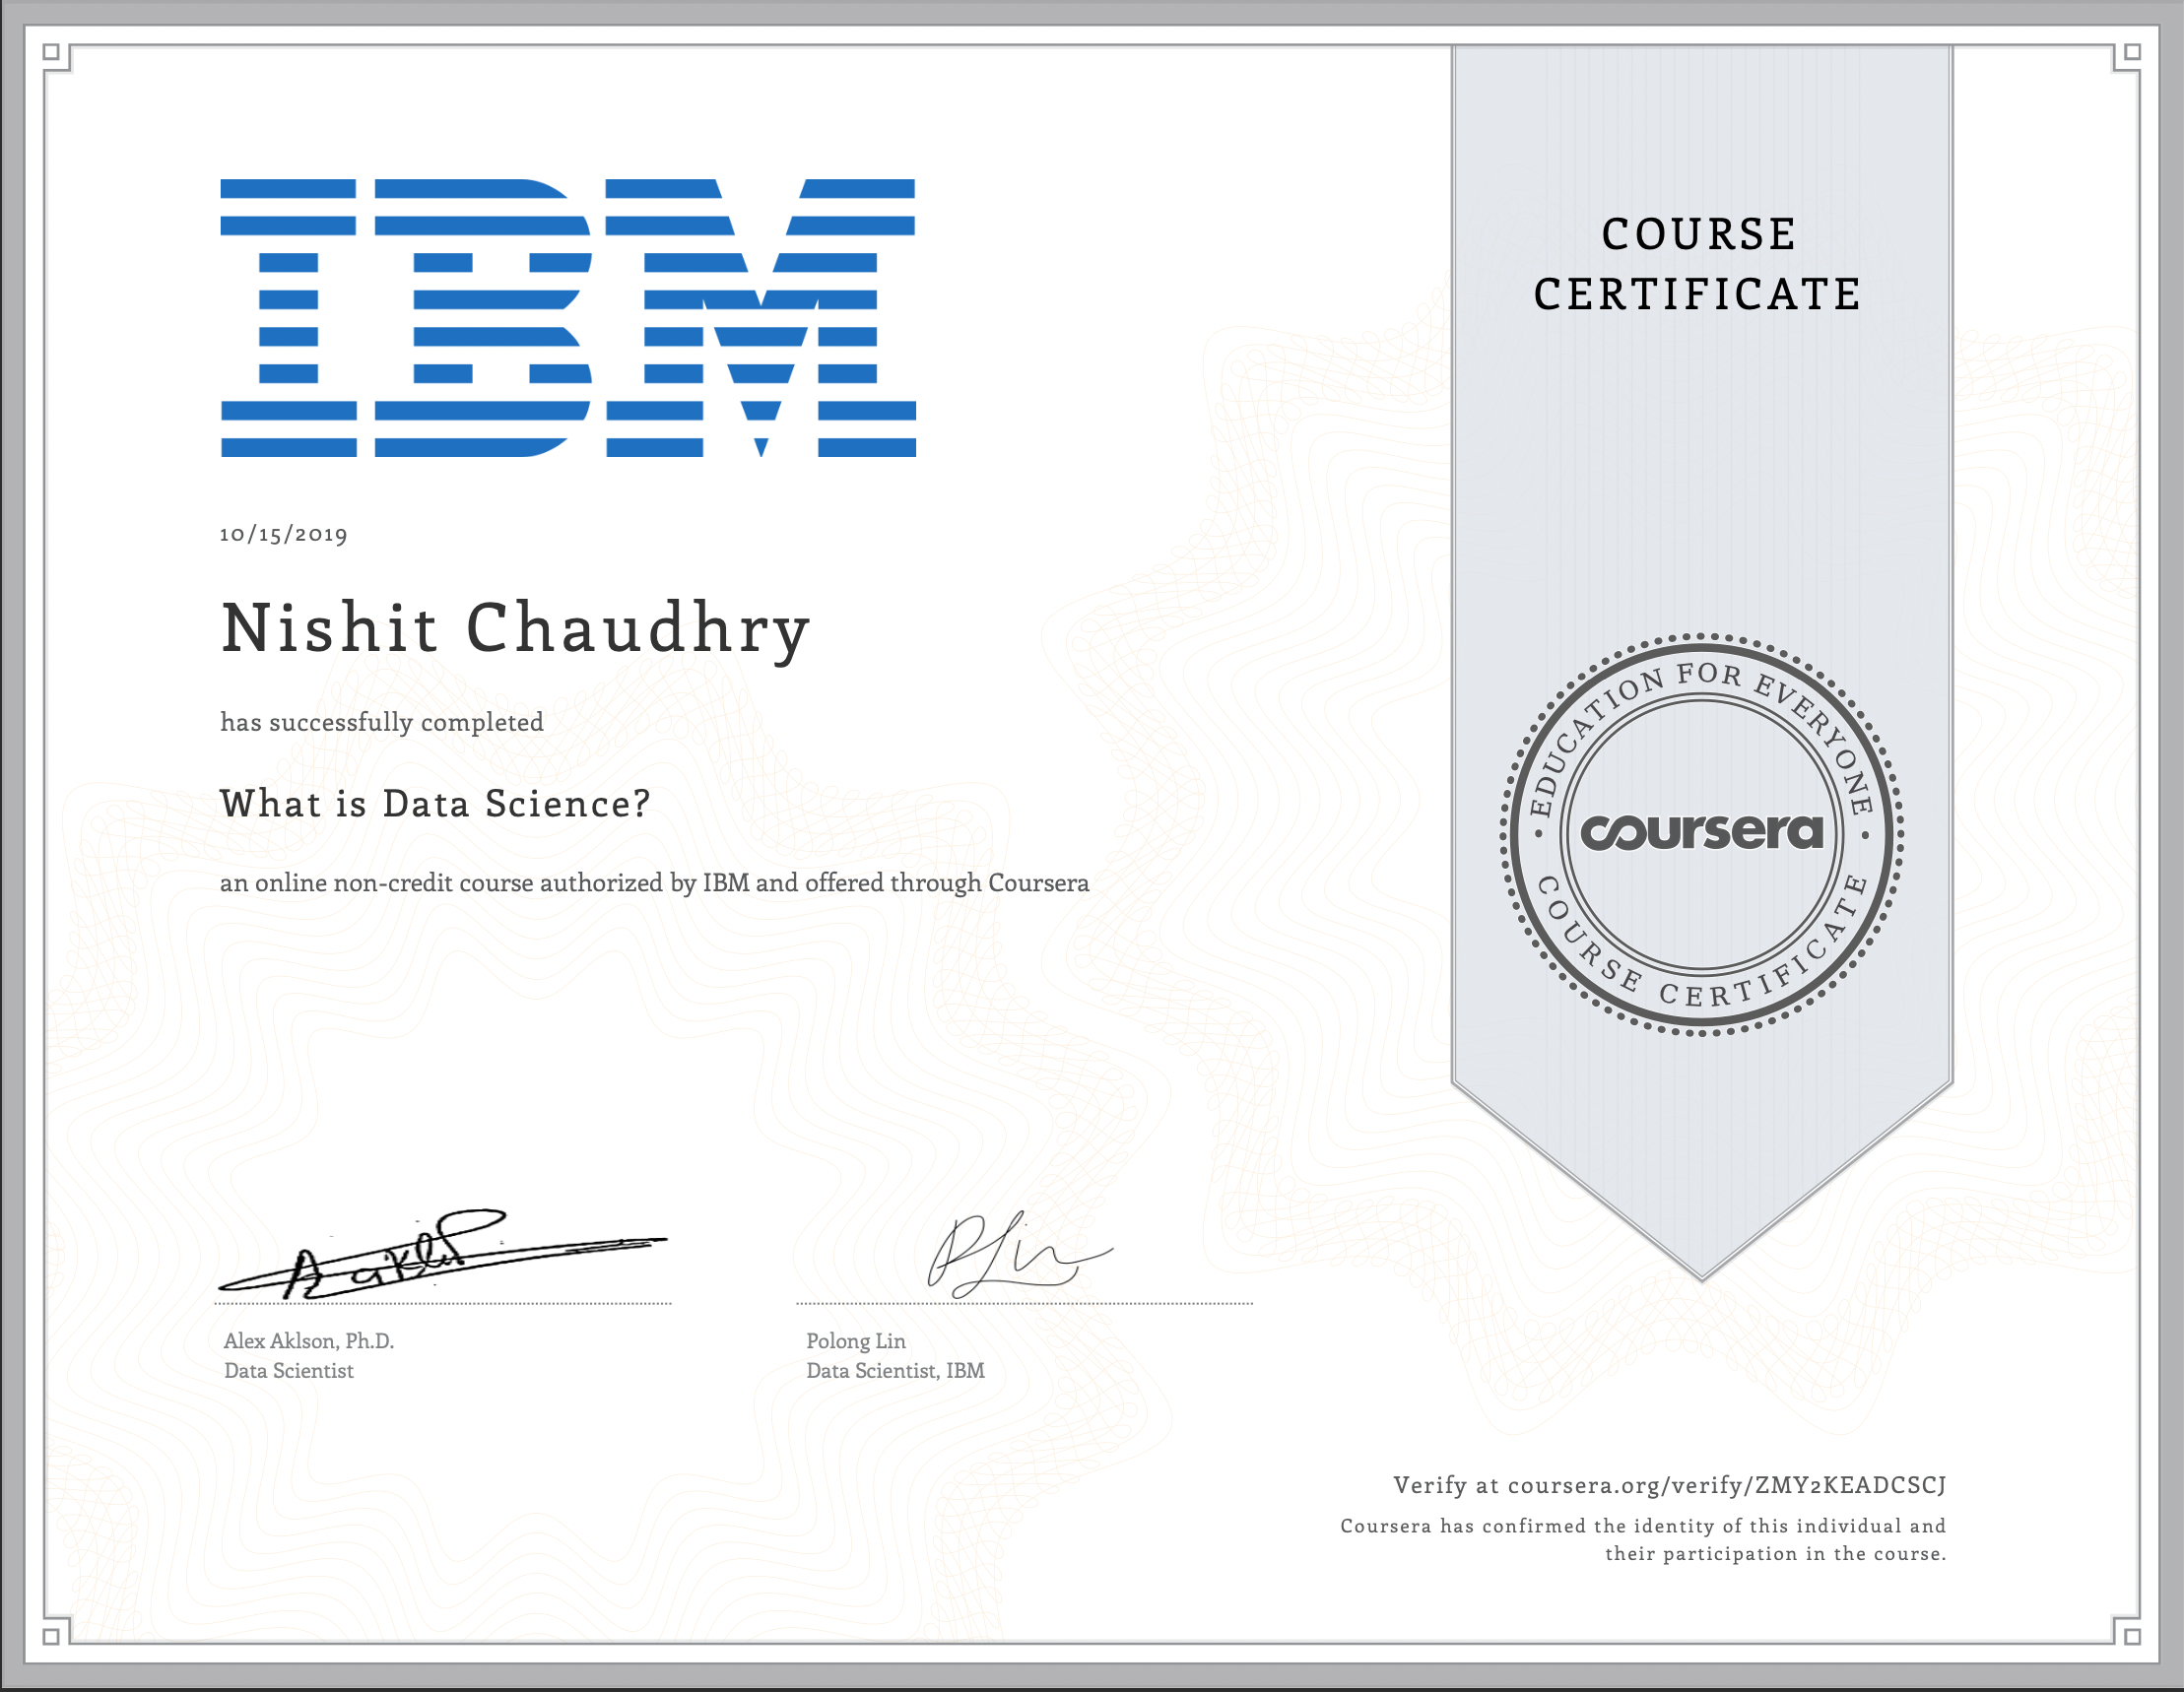 IBM
COURSE
CERTIFICATE
10/15/2019
Nishit Chaudhry
has successfully completed
What is Data Science?
an online non-credit course authorized by IBM and offered through Coursera
EDUCATION FOR EVERYONE
coursera
COURSE CERTIFICATE
Alex Aklson, Ph.D.
Data Scientist
Polong Lin
Data Scientist, IBM
Verify at coursera.org/verify/ZMY2KEADCSCJ
Coursera has confirmed the identity of this individual and
their participation in the course.